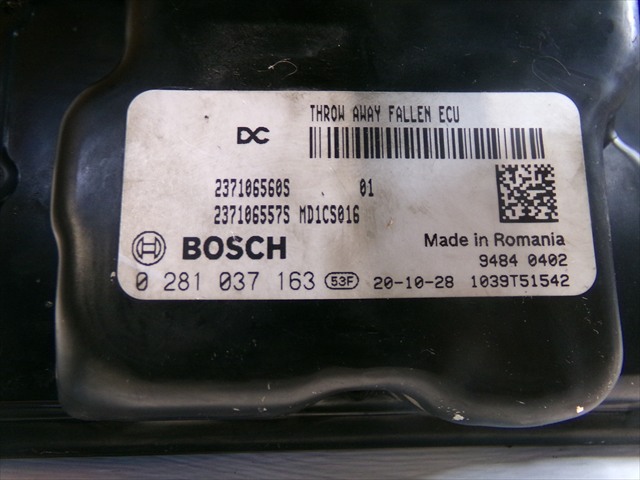 THROW AWAY FALLEN ECU
DC
237106560S 01
237106557S MD1CS016
BOSCH
Made in Romania
9484 0402
0 281 037 163 53F 20-10-28 1039T51542